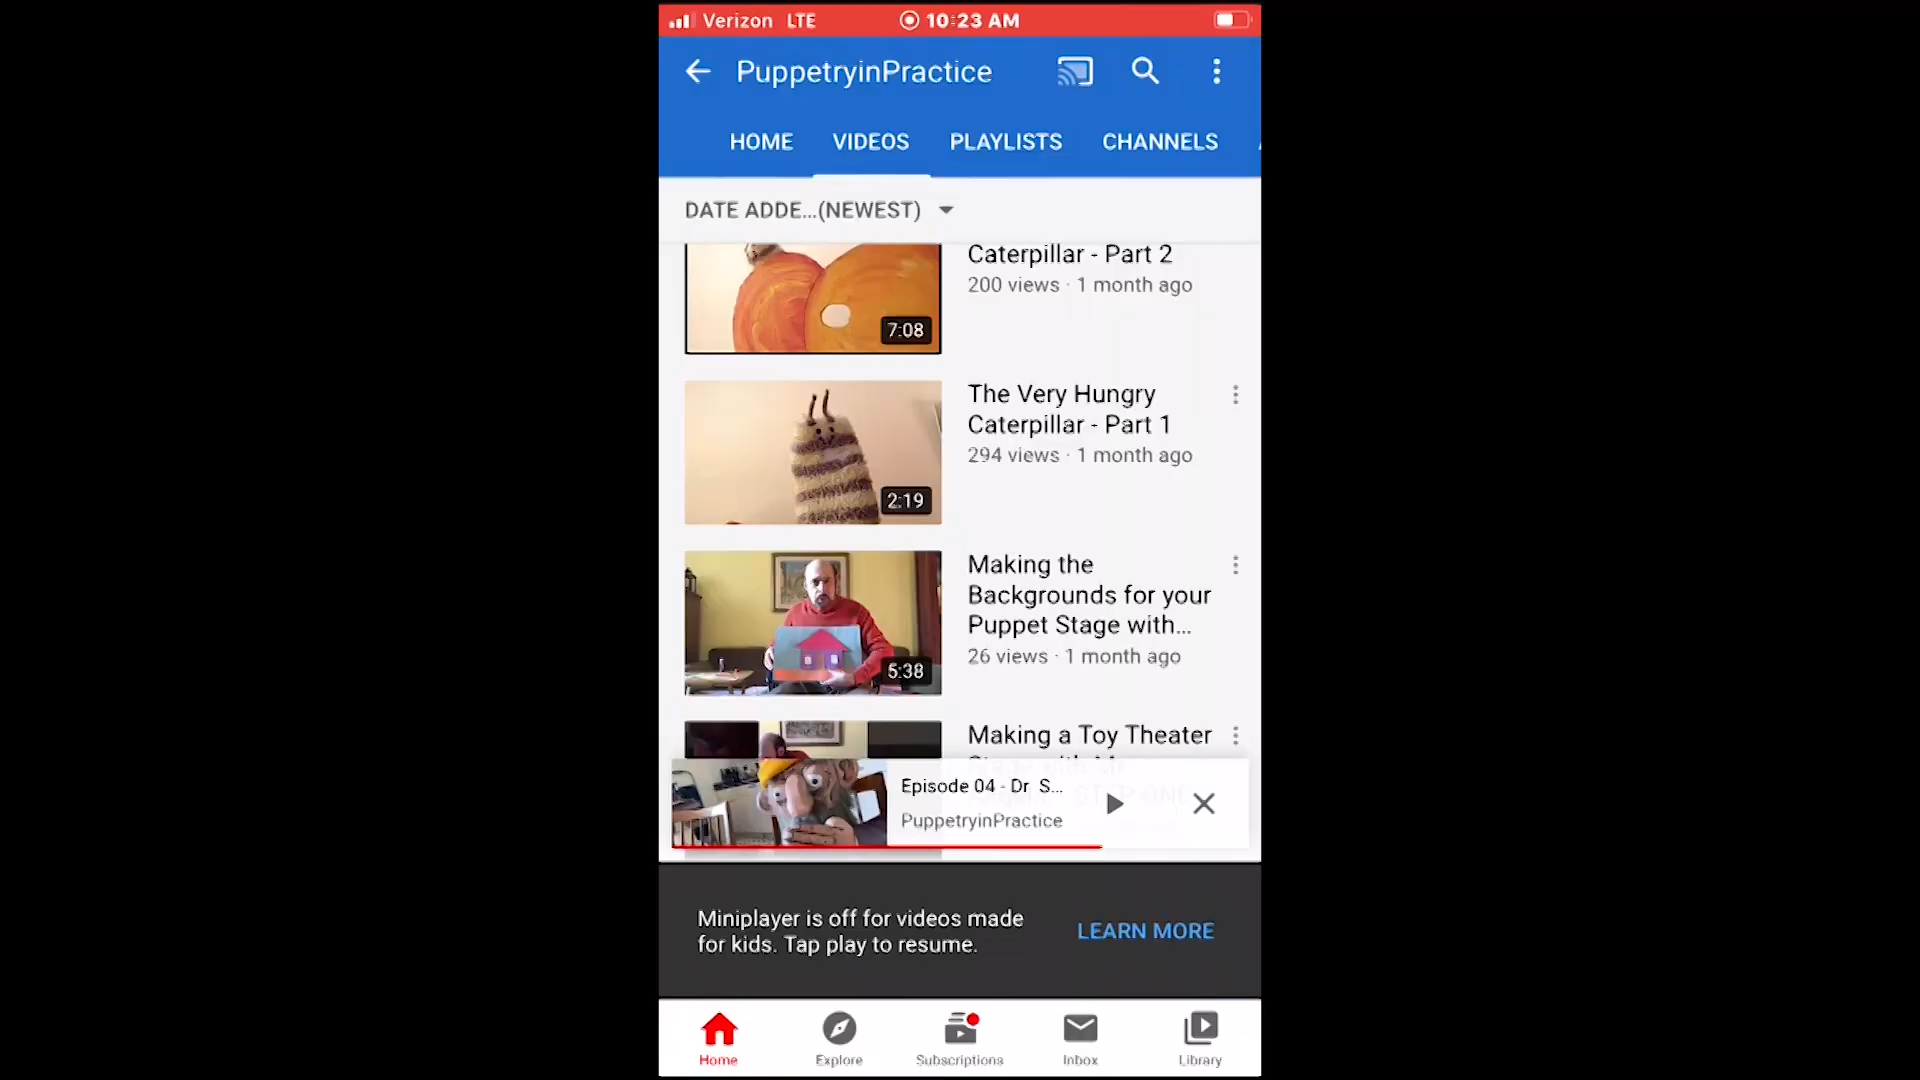 Verizon LTE 10:23 AM
PuppetryinPractice
HOME VIDEOS PLAYLISTS CHANNELS
DATE ADDE...(NEWEST)
Caterpillar - Part 2
200 views · 1 month ago
7:08
The Very Hungry
Caterpillar - Part 1
294 views · 1 month ago
2:19
Making the
Backgrounds for your
Puppet Stage with...
26 views · 1 month ago
5:38
Making a Toy Theater
Episode 04 - Dr S...
PuppetryinPractice
Miniplayer is off for videos made
for kids. Tap play to resume.
LEARN MORE
Home Explore Subscriptions Inbox Library